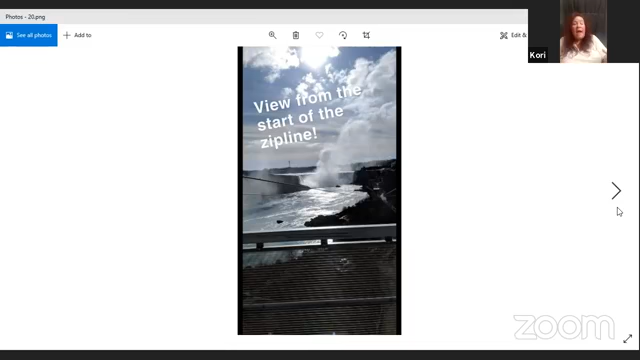 Photos - 20.png
See all photos
Add to
Edit &
Kori
View from the
start of the
zipline!
zoom